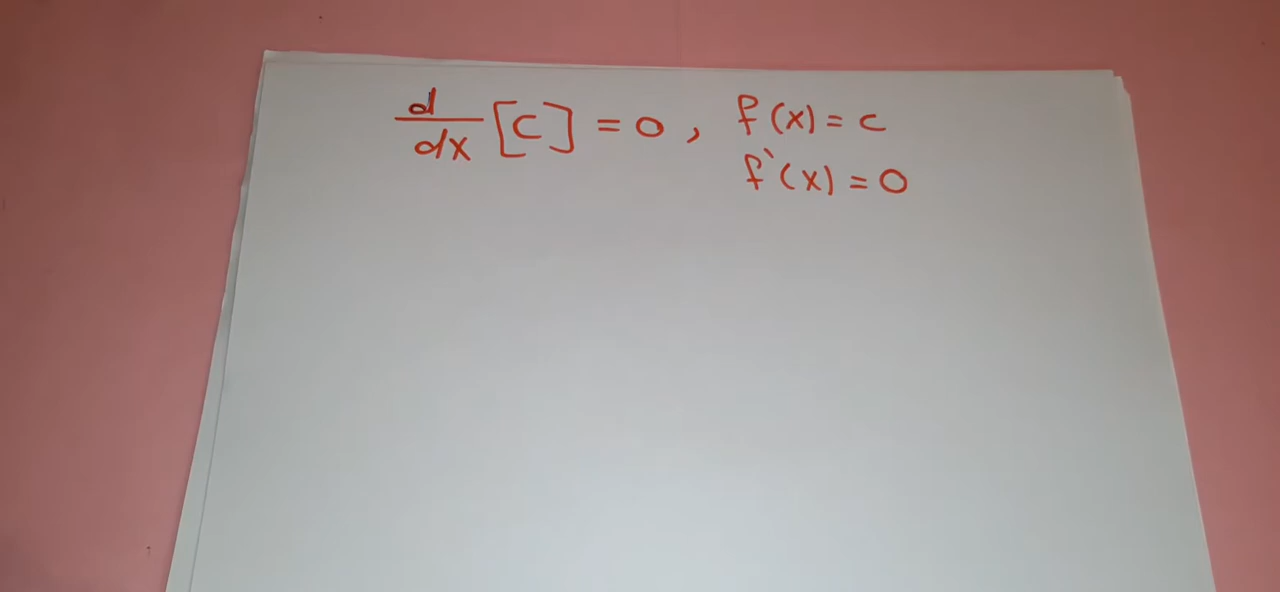 d/dx [c] = 0, f(x) = c
f`(x) = 0